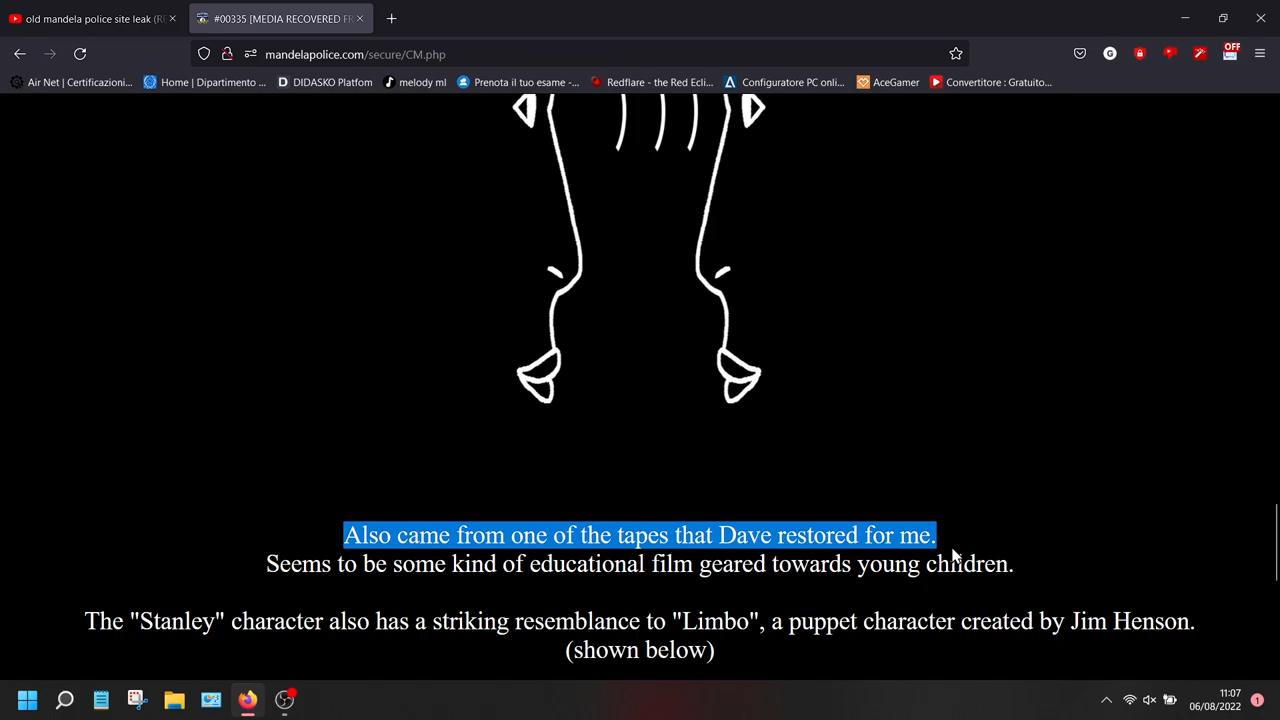 old mandela police site leak (RE
#00335 [MEDIA RECOVERED FR
mandelapolice.com/secure/CM.php
Air Net | Certificazioni...
Home | Dipartimento ...
DIDASKO Platfom
melody ml
Prenota il tuo esame -...
Redflare - the Red Ecli...
Configuratore PC onli...
AceGamer
Convertitore : Gratuito...
OFF
Also came from one of the tapes that Dave restored for me.
Seems to be some kind of educational film geared towards young children.
The "Stanley" character also has a striking resemblance to "Limbo", a puppet character created by Jim Henson.
(shown below)
11:07
06/08/2022
1